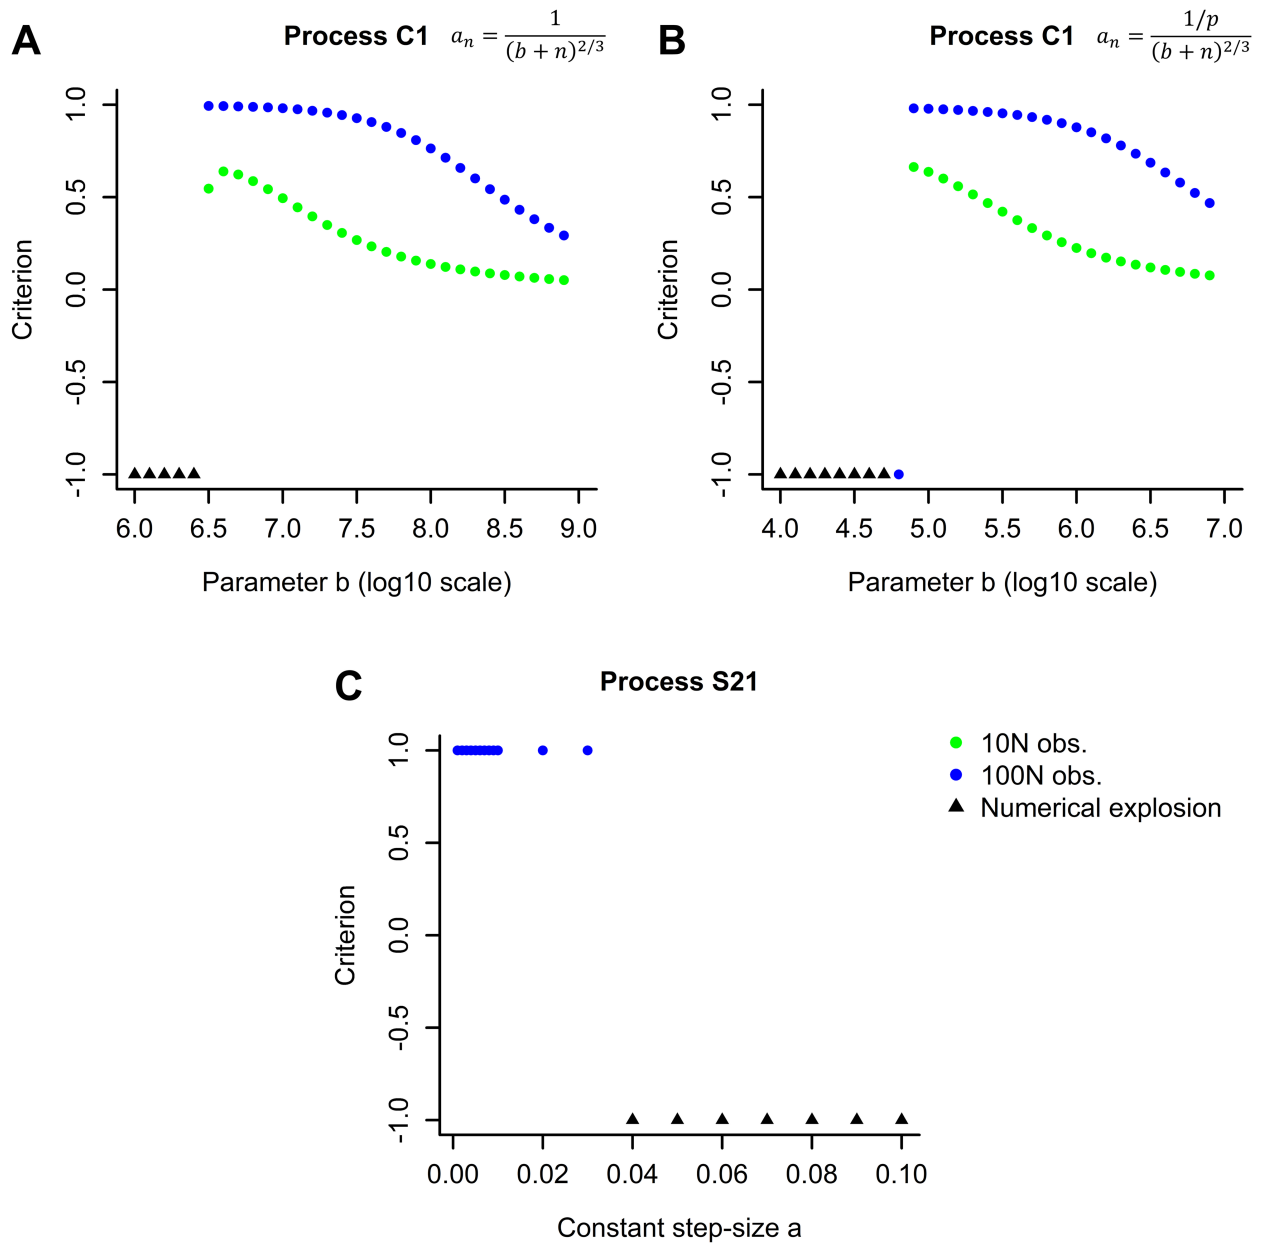 A
Process C1 a_n = 1 / (b + n)^{2/3}
Criterion
1.0
0.5
0.0
-0.5
-1.0
6.0 6.5 7.0 7.5 8.0 8.5 9.0
Parameter b (log10 scale)
B
Process C1 a_n = 1/p / (b + n)^{2/3}
Criterion
1.0
0.5
0.0
-0.5
-1.0
4.0 4.5 5.0 5.5 6.0 6.5 7.0
Parameter b (log10 scale)
C
Process S21
Criterion
1.0
0.5
0.0
-0.5
-1.0
0.00 0.02 0.04 0.06 0.08 0.10
Constant step-size a
10N obs.
100N obs.
Numerical explosion